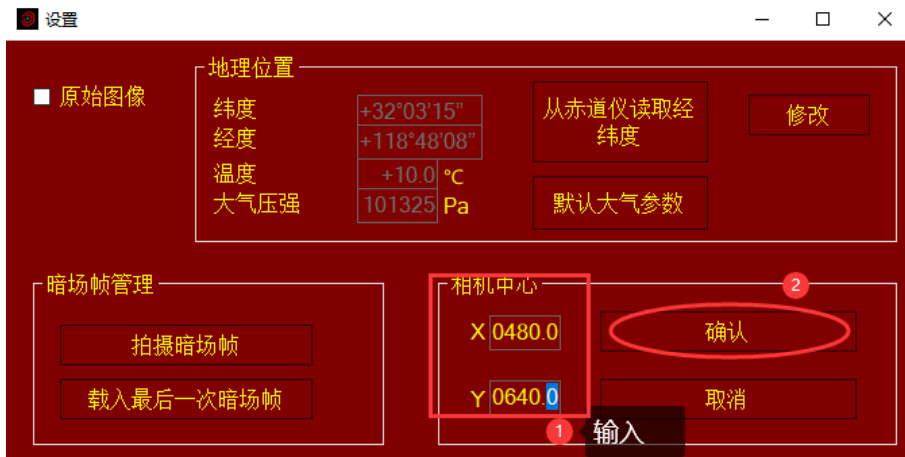 设置
原始图像
地理位置
纬度 +32°03'15"
经度 +118°48'08"
温度 +10.0 °C
大气压强 101325 Pa
从赤道仪读取经
纬度
修改
默认大气参数
暗场帧管理
拍摄暗场帧
载入最后一次暗场帧
相机中心
X 0480.0
Y 0640.0
2
确认
取消
1 输入